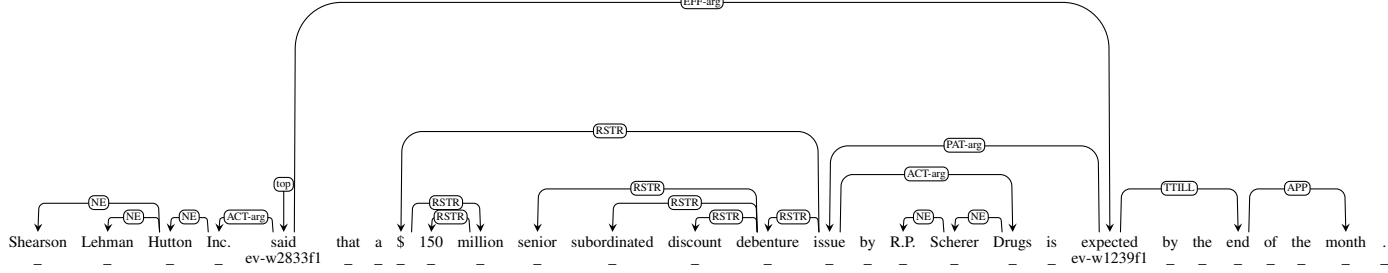 EFF-arg
RSTR
PAT-arg
ACT-arg
top
RSTR
TTILL
APP
NE
RSTR
RSTR
NE
NE
ACT-arg
RSTR
RSTR
RSTR
NE
NE
Shearson Lehman Hutton Inc. said that a $ 150 million senior subordinated discount debenture issue by R.P. Scherer Drugs is expected by the end of the month .
_ _ _ _ ev-w2833f1 _ _ _ _ _ _ _ _ _ _ _ _ _ _ _ ev-w1239f1 _ _ _ _ _ _ _